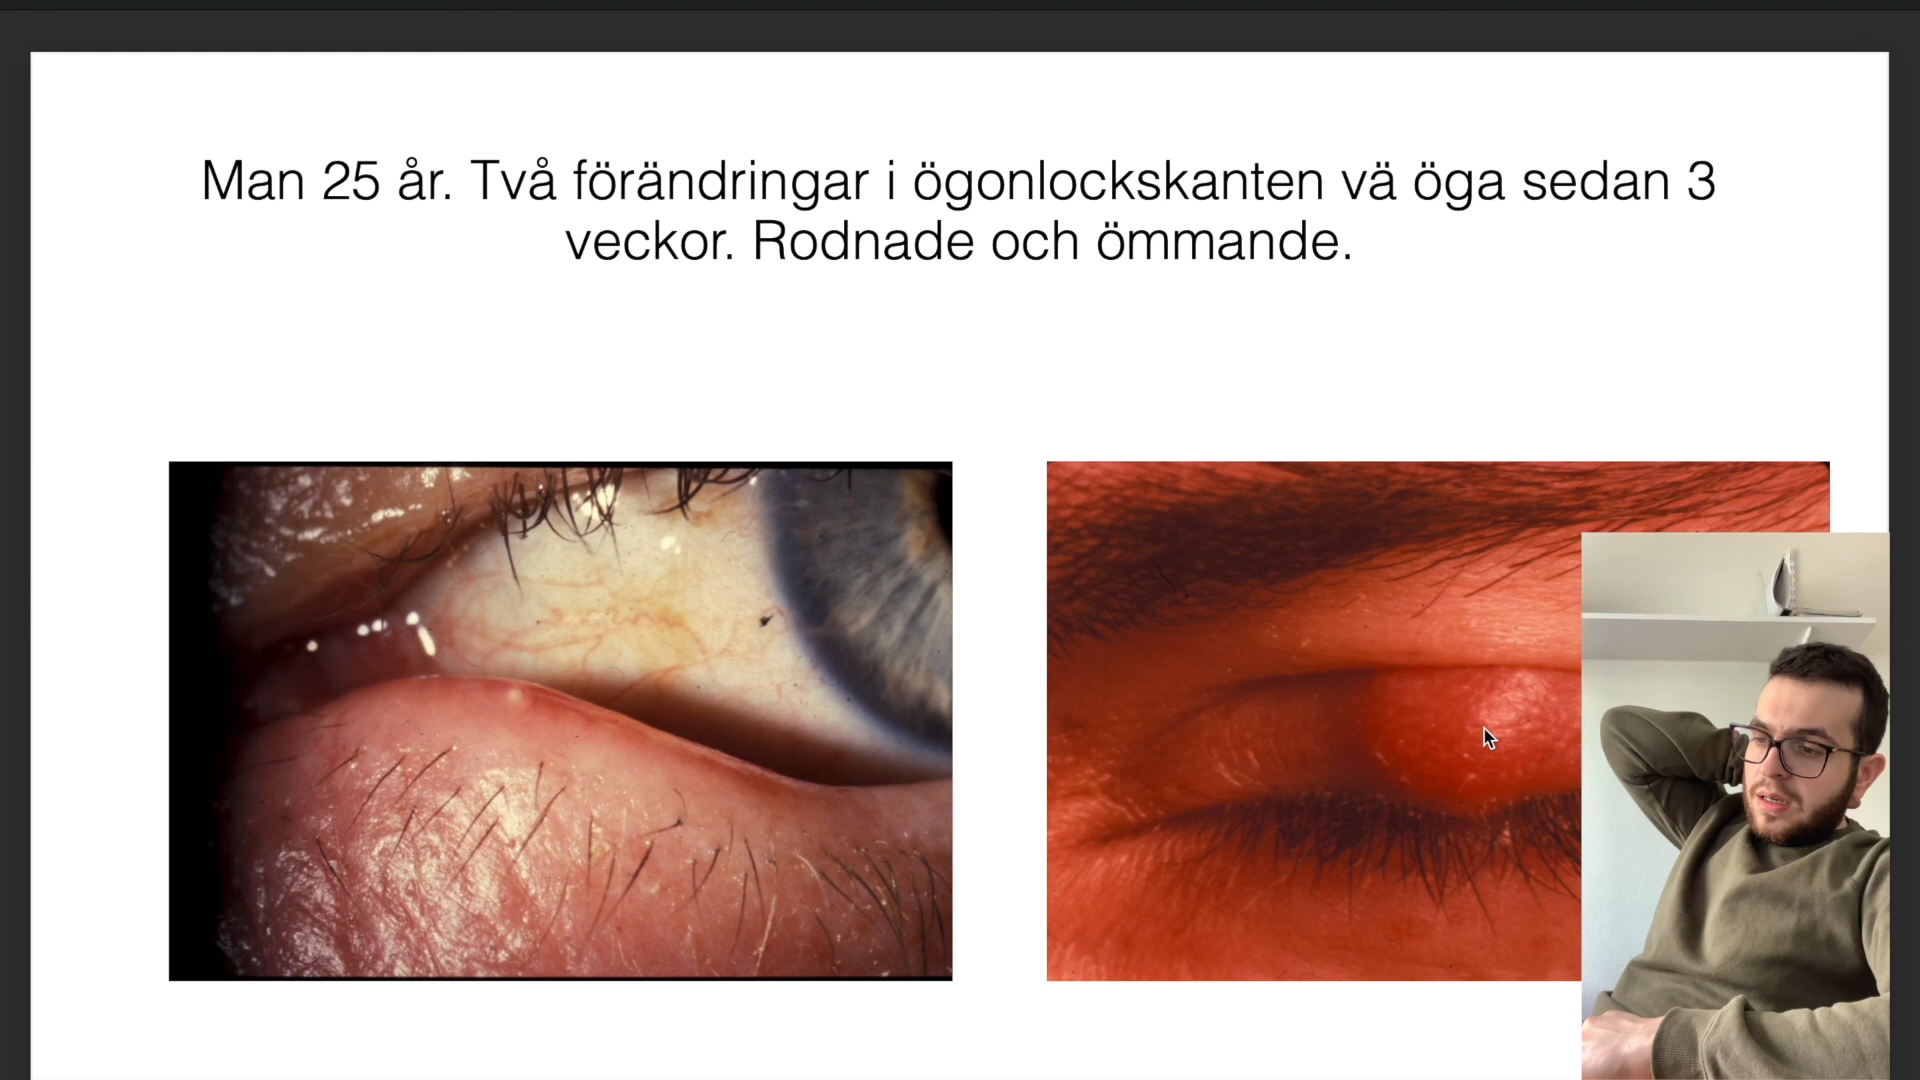 Man 25 år. Två förändringar i ögonlockskanten vä öga sedan 3
veckor. Rodnade och ömmande.